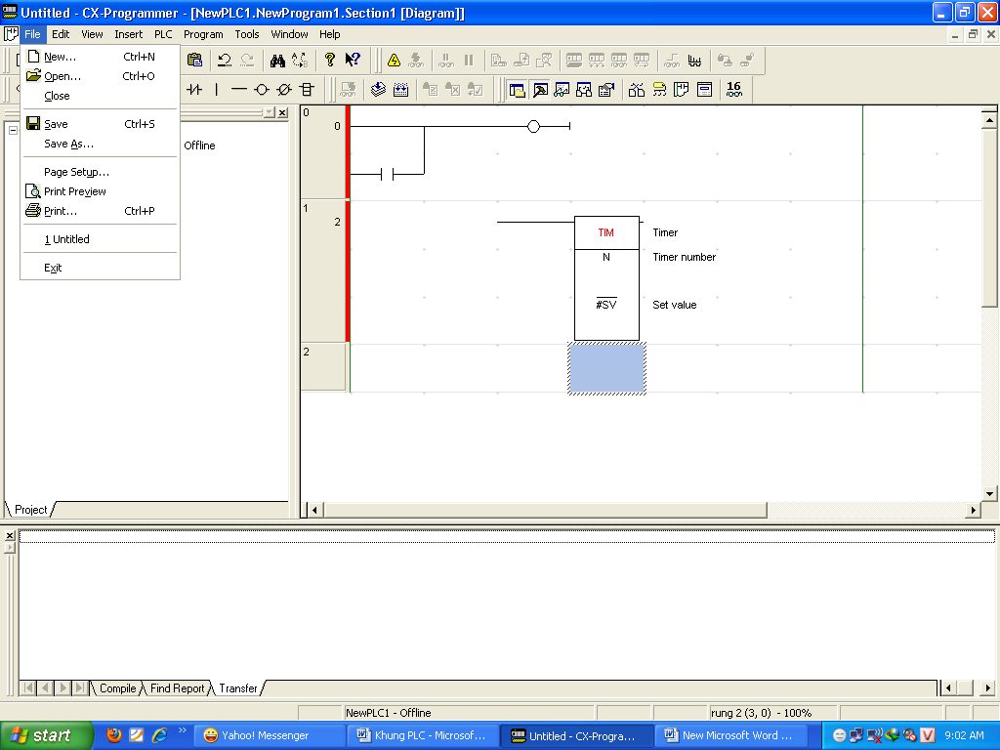 Untitled - CX-Programmer - [NewPLC1.NewProgram1.Section1 [Diagram]]
File Edit View Insert PLC Program Tools Window Help
New... Ctrl+N
Open... Ctrl+O
Close
Save Ctrl+S
Save As...
Page Setup...
Print Preview
Print... Ctrl+P
1 Untitled
Exit
16
Offline
0
0
1
2
TIM Timer
N Timer number
#SV Set value
2
Project
Compile Find Report Transfer
NewPLC1 - Offline
rung 2 (3, 0) - 100%
start
Yahoo! Messenger
Khung PLC - Microsof...
Untitled - CX-Progra...
New Microsoft Word ...
9:02 AM